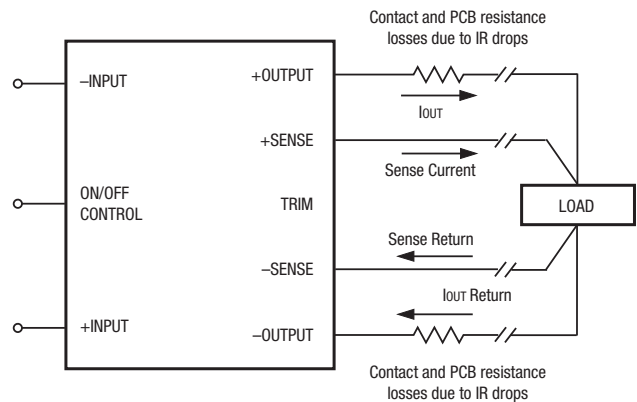 Contact and PCB resistance
losses due to IR drops
–INPUT
+OUTPUT
IOUT
+SENSE
Sense Current
ON/OFF
CONTROL
TRIM
LOAD
Sense Return
–SENSE
IOUT Return
+INPUT
–OUTPUT
Contact and PCB resistance
losses due to IR drops